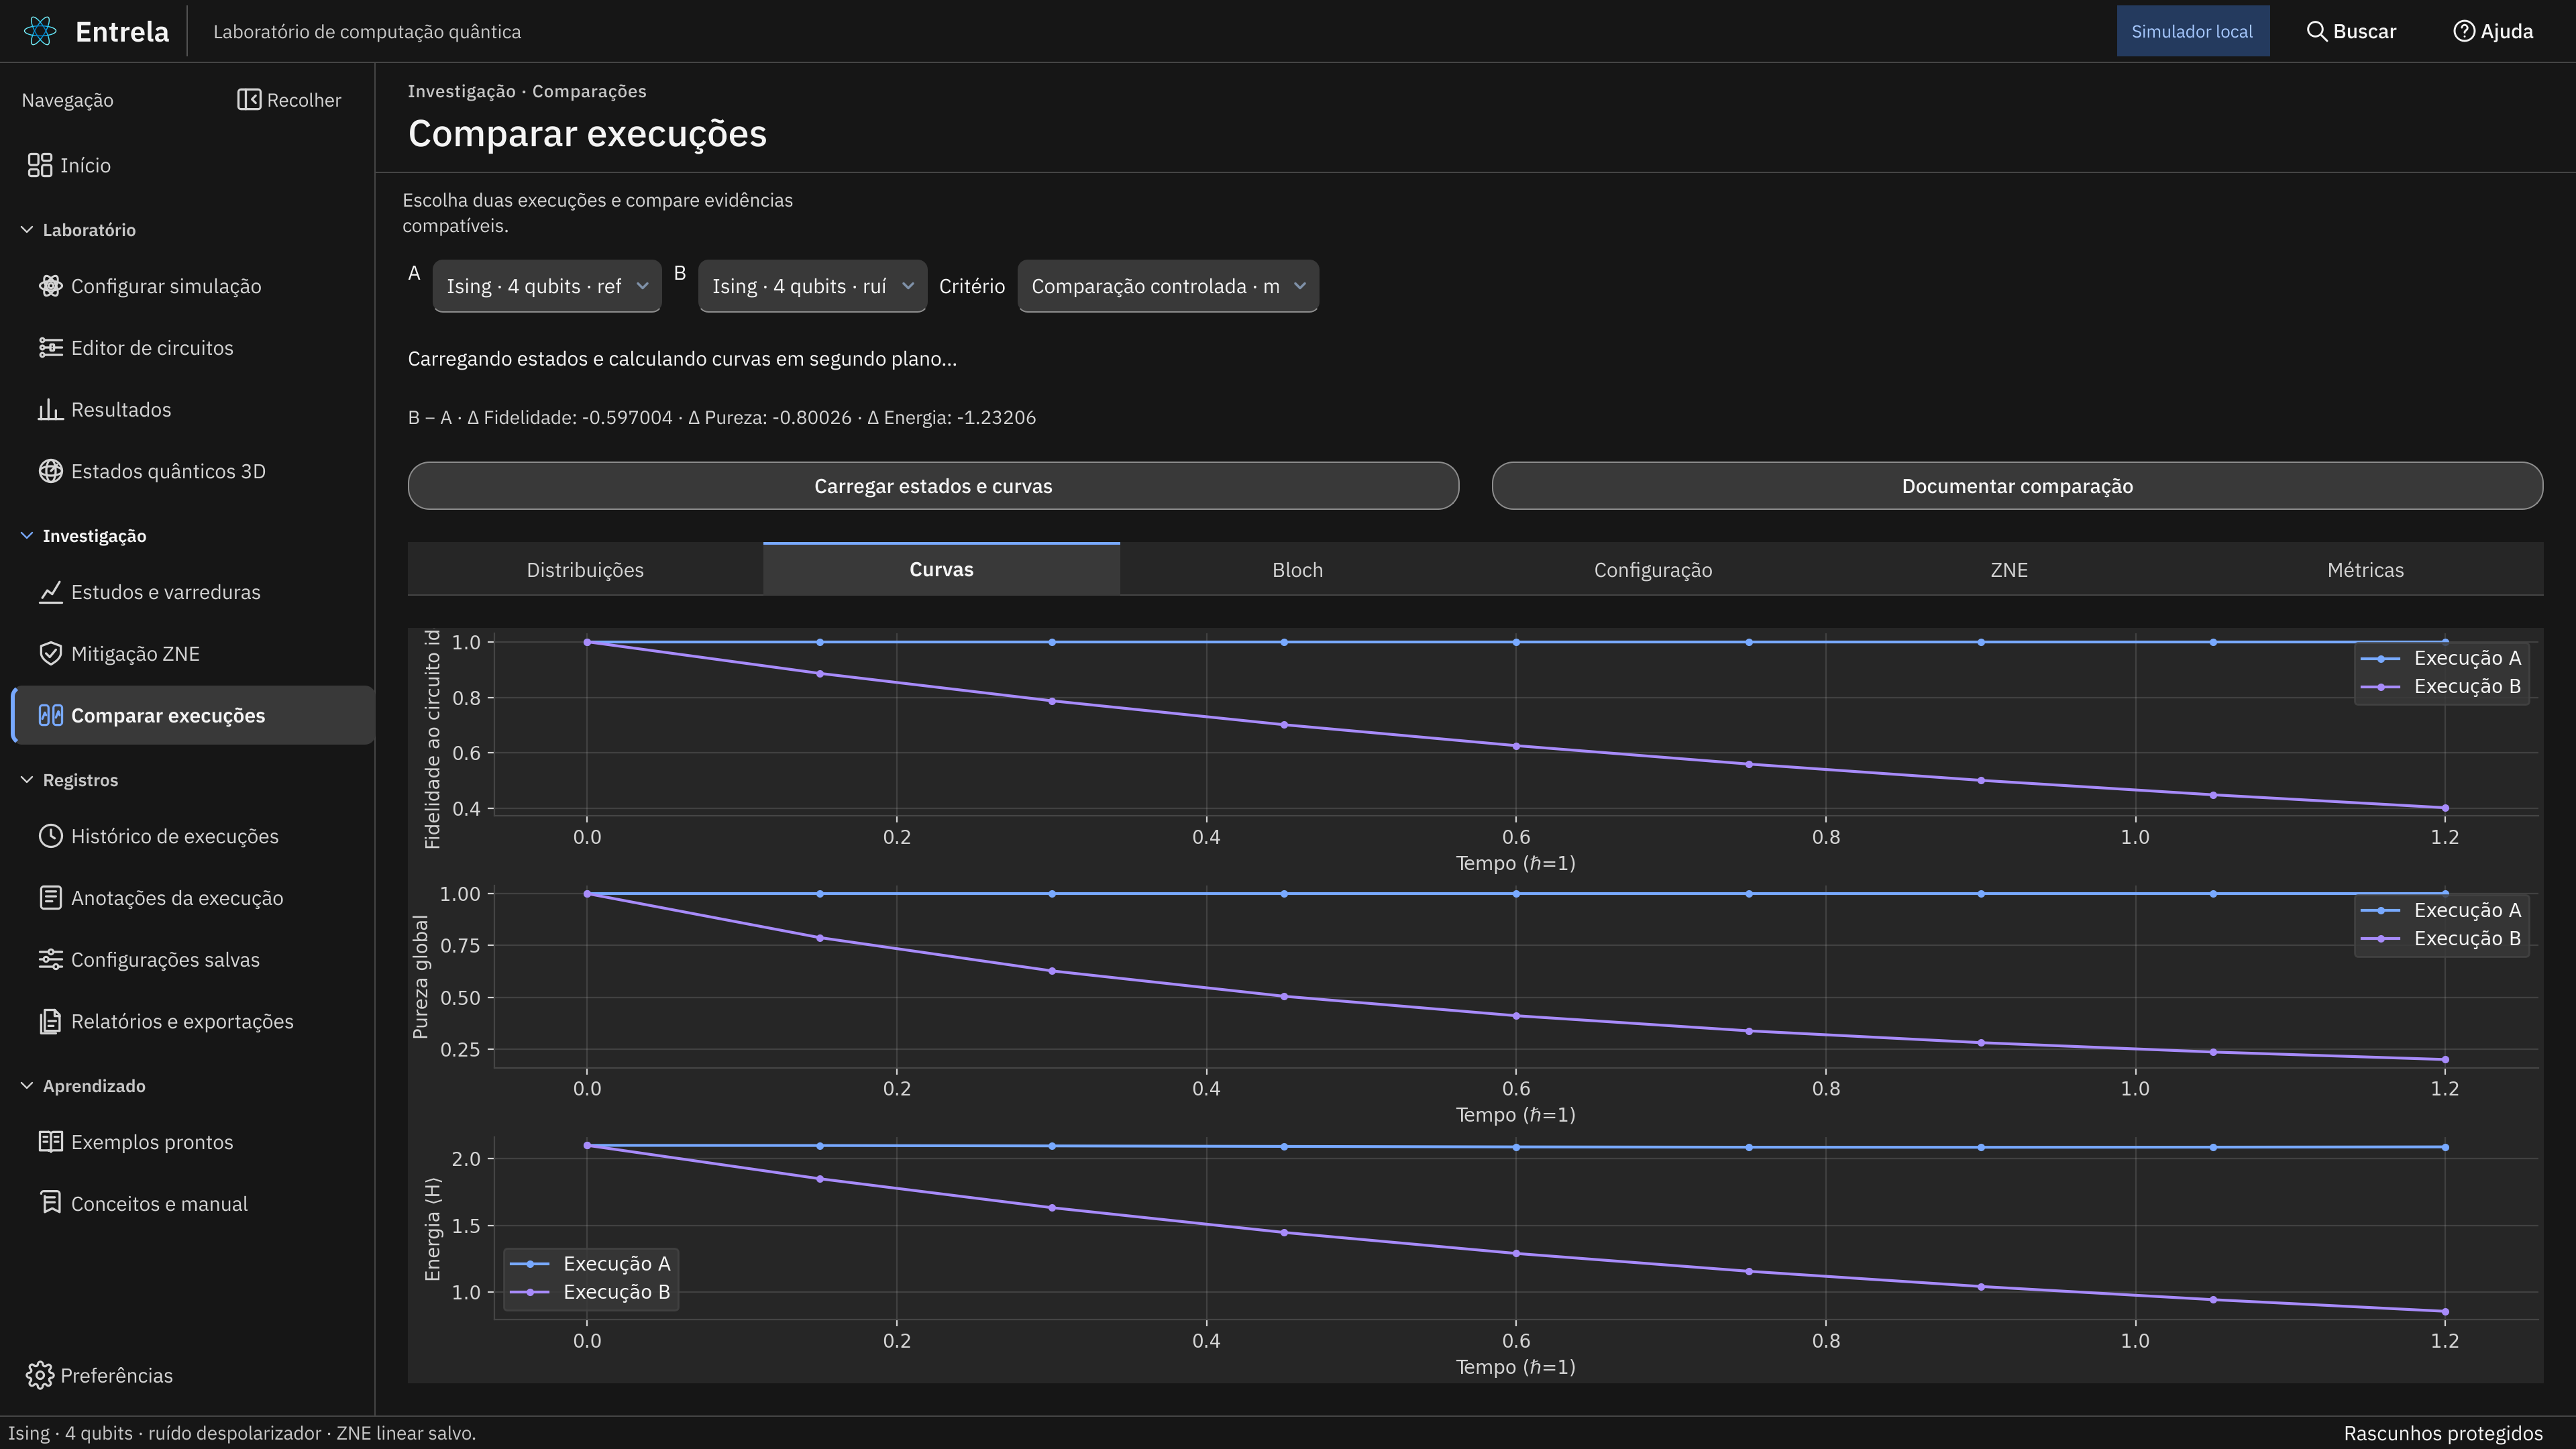 Entrela
Laboratório de computação quântica
Simulador local
Buscar
Ajuda
Navegação
Recolher
Início
Laboratório
Configurar simulação
Editor de circuitos
Resultados
Estados quânticos 3D
Investigação
Estudos e varreduras
Mitigação ZNE
Comparar execuções
Registros
Histórico de execuções
Anotações da execução
Configurações salvas
Relatórios e exportações
Aprendizado
Exemplos prontos
Conceitos e manual
Preferências
Investigação · Comparações
Comparar execuções
Escolha duas execuções e compare evidências
compatíveis.
A
Ising · 4 qubits · ref
B
Ising · 4 qubits · ruí
Critério
Comparação controlada · m
Carregando estados e calculando curvas em segundo plano...
B – A · Δ Fidelidade: -0.597004 · Δ Pureza: -0.80026 · Δ Energia: -1.23206
Carregar estados e curvas
Documentar comparação
Distribuições
Curvas
Bloch
Configuração
ZNE
Métricas
Fidelidade ao circuito id
1.0
0.8
0.6
0.4
Execução A
Execução B
0.0 0.2 0.4 0.6 0.8 1.0 1.2
Tempo (ℏ=1)
Pureza global
1.00
0.75
0.50
0.25
Execução A
Execução B
0.0 0.2 0.4 0.6 0.8 1.0 1.2
Tempo (ℏ=1)
Energia ⟨H⟩
2.0
1.5
1.0
Execução A
Execução B
0.0 0.2 0.4 0.6 0.8 1.0 1.2
Tempo (ℏ=1)
Ising · 4 qubits · ruído despolarizador · ZNE linear salvo.
Rascunhos protegidos